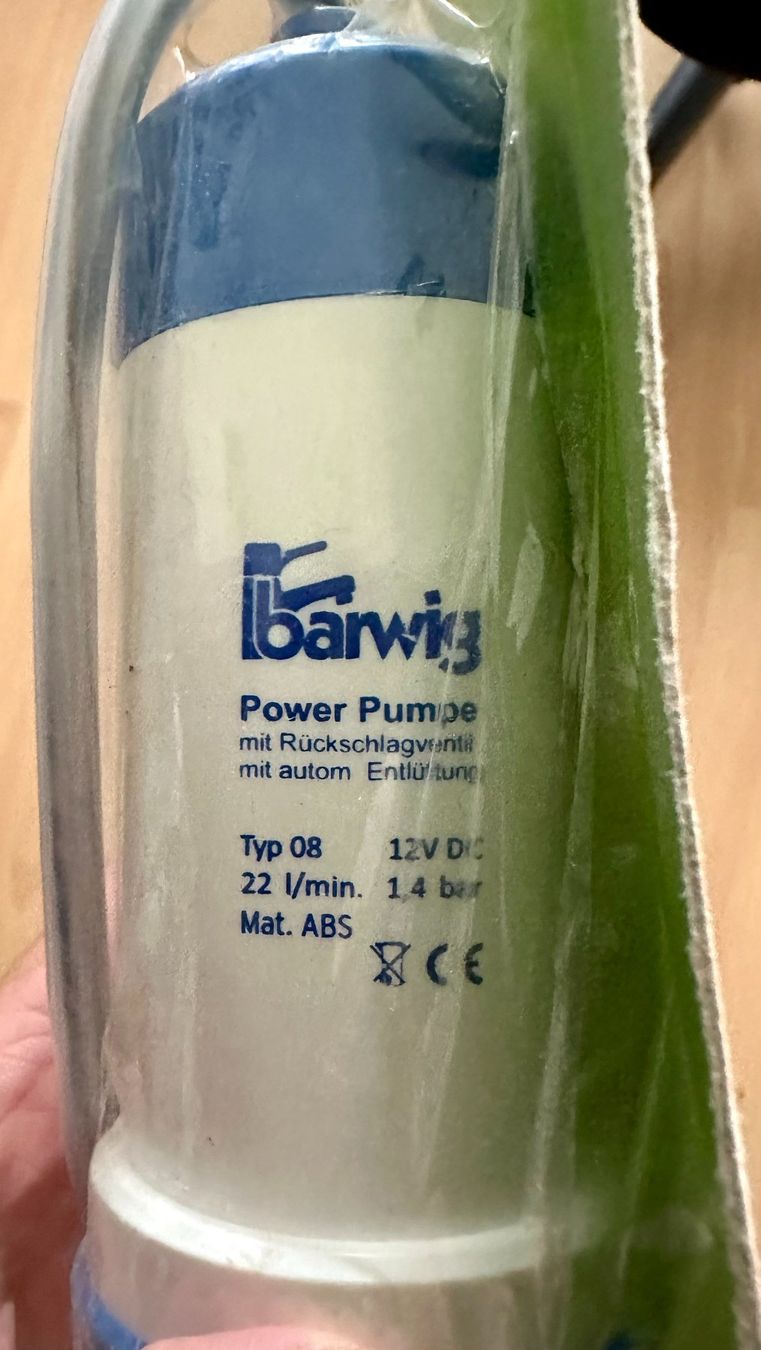 barwig
Power Pumpe
mit Rückschlagventil
mit autom Entlüftung
Typ 08 12V DC
22 l/min. 1,4 bar
Mat. ABS
CE